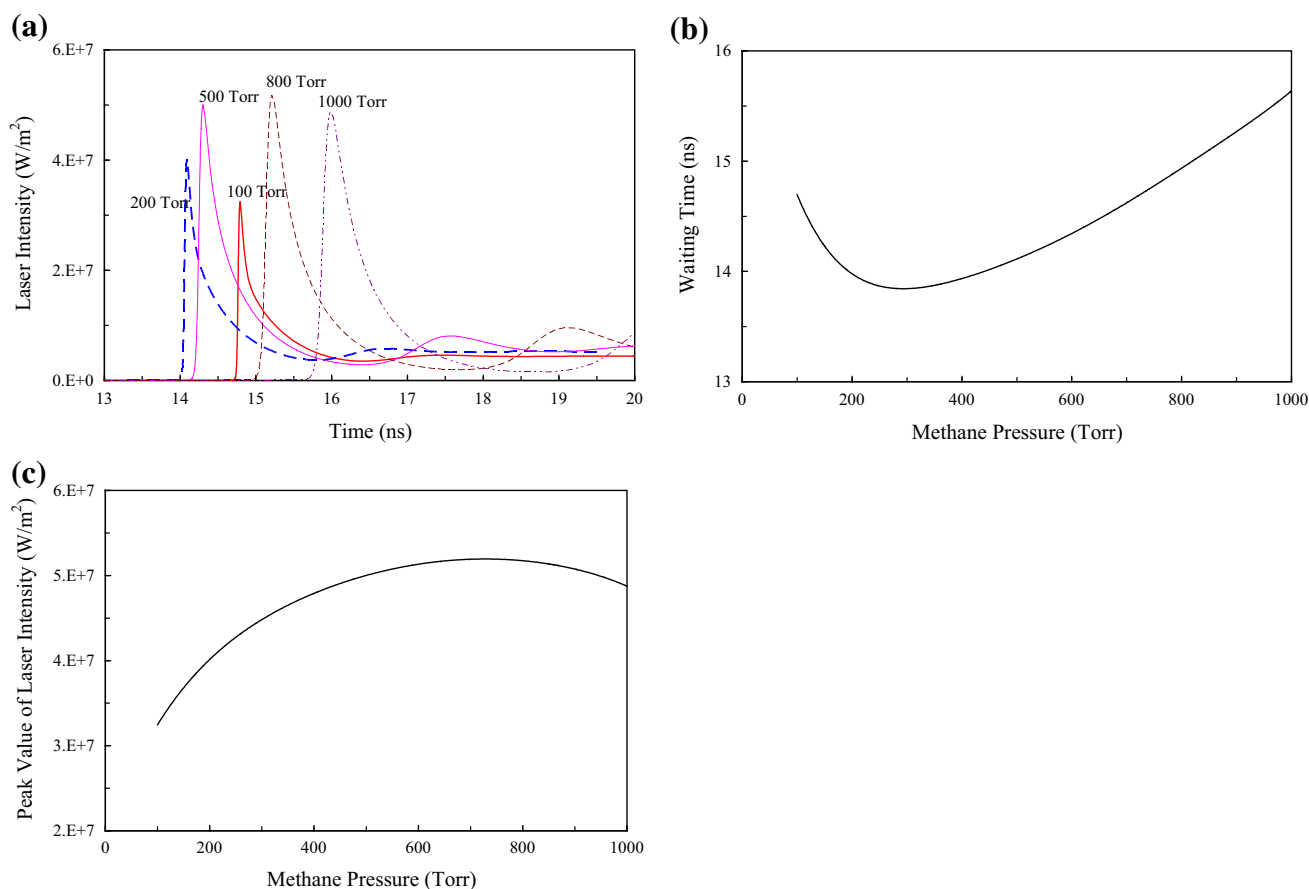 (a)
6.E+7
4.E+7
2.E+7
0.E+0
Laser Intensity (W/m²)
500 Torr
800 Torr
1000 Torr
200 Torr
100 Torr
13 14 15 16 17 18 19 20
Time (ns)
(b)
16
15
14
13
Waiting Time (ns)
0 200 400 600 800 1000
Methane Pressure (Torr)
(c)
6.E+7
5.E+7
4.E+7
3.E+7
2.E+7
Peak Value of Laser Intensity (W/m²)
0 200 400 600 800 1000
Methane Pressure (Torr)